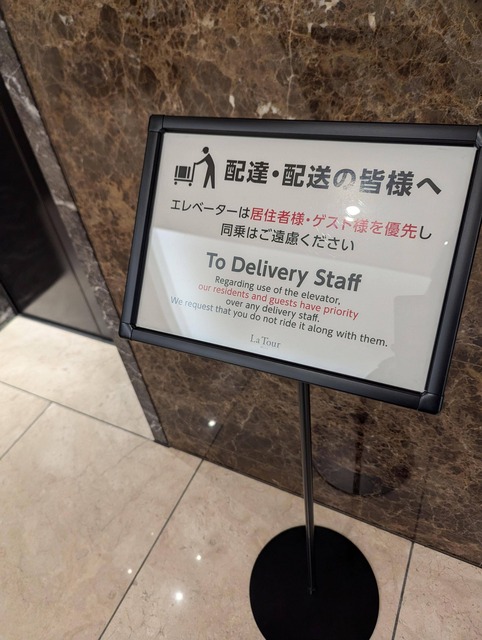 配達・配送の皆様へ
エレベーターは居住者様・ゲスト様を優先し
同乗はご遠慮ください
To Delivery Staff
Regarding use of the elevator,
our residents and guests have priority
over any delivery staff.
We request that you do not ride it along with them.
La Tour